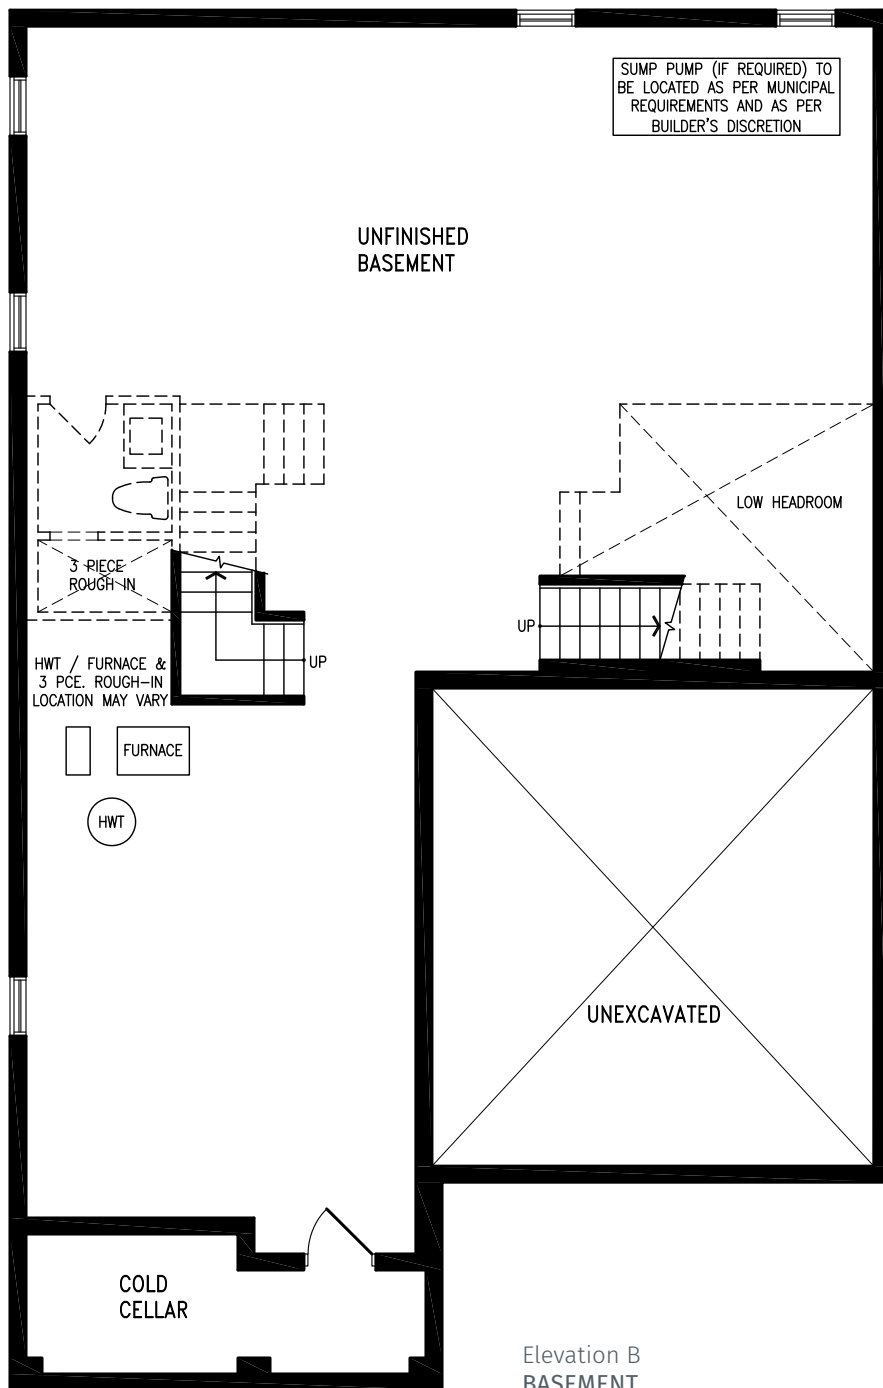 SUMP PUMP (IF REQUIRED) TO
BE LOCATED AS PER MUNICIPAL
REQUIREMENTS AND AS PER
BUILDER'S DISCRETION
UNFINISHED
BASEMENT
LOW HEADROOM
3 PIECE
ROUGH IN
UP
UP
HWT / FURNACE &
3 PCE. ROUGH-IN
LOCATION MAY VARY
FURNACE
HWT
UNEXCAVATED
COLD
CELLAR
Elevation B
BASEMENT